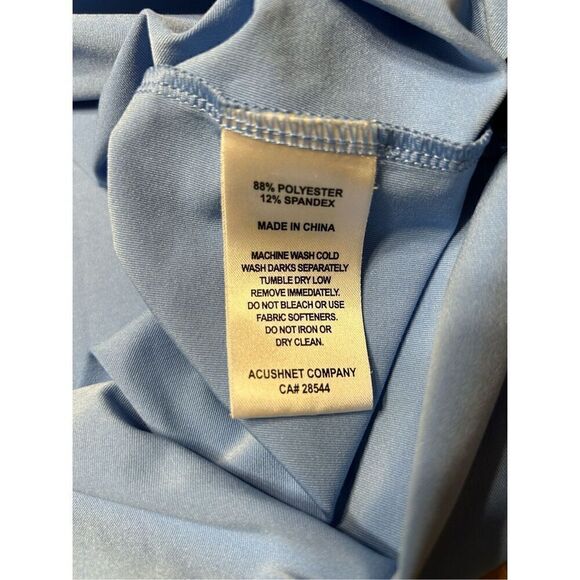 88% POLYESTER
12% SPANDEX
MADE IN CHINA
MACHINE WASH COLD
WASH DARKS SEPARATELY
TUMBLE DRY LOW
REMOVE IMMEDIATELY.
DO NOT BLEACH OR USE
FABRIC SOFTENERS.
DO NOT IRON OR
DRY CLEAN.
ACUSHNET COMPANY
CA# 28544